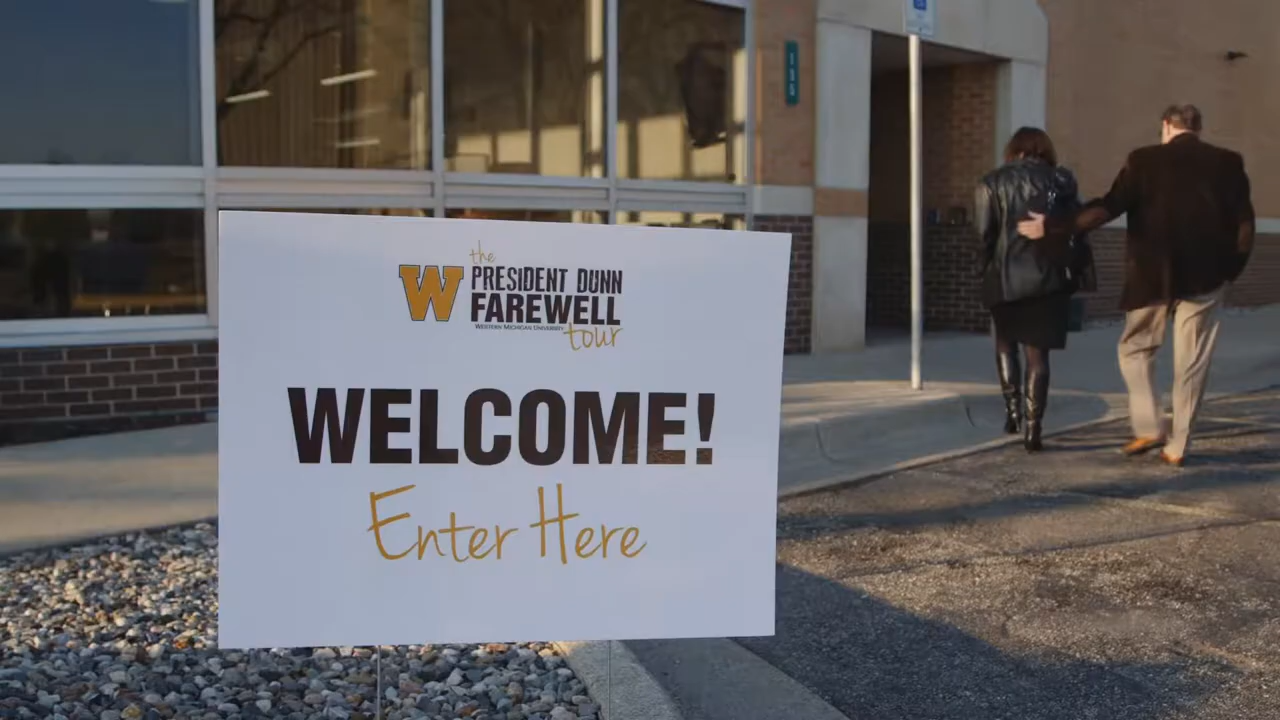 the
W PRESIDENT DUNN
FAREWELL
WESTERN MICHIGAN UNIVERSITY tour
WELCOME!
Enter Here